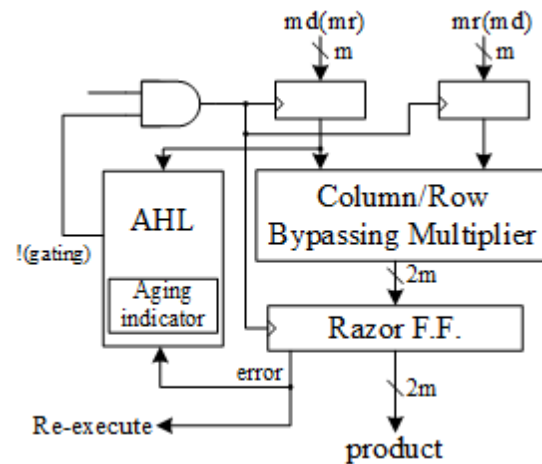 md(mr)
mr(md)
m
m
AHL
Column/Row
Bypassing Multiplier
!(gating)
Aging
indicator
2m
Razor F.F.
error
2m
Re-execute
product